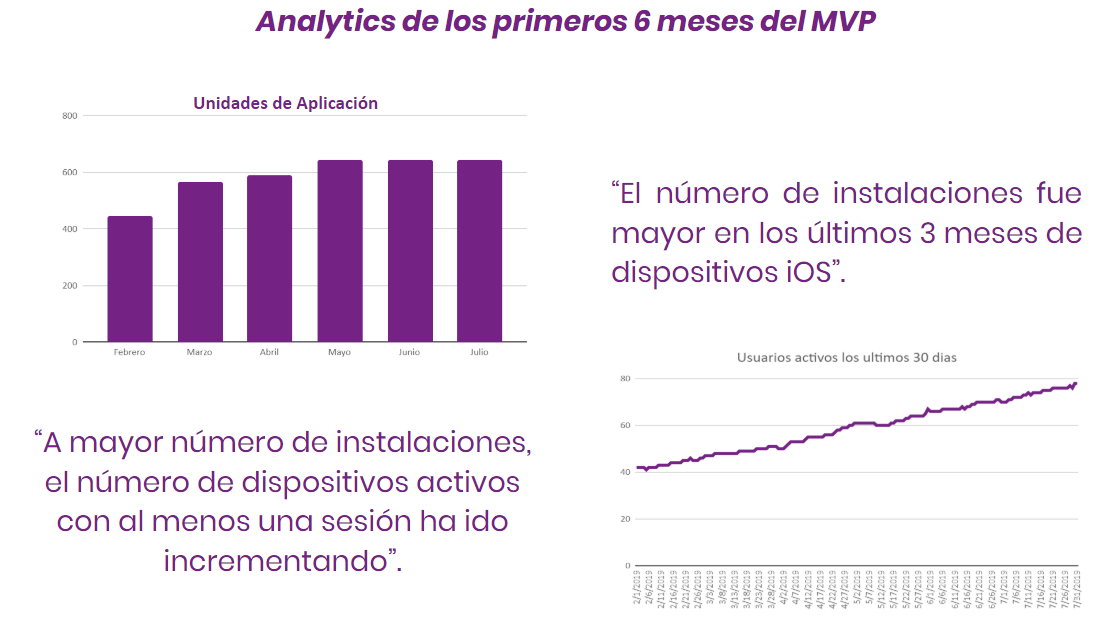 Analytics de los primeros 6 meses del MVP
Unidades de Aplicación
800
600
400
200
0
Febrero
Marzo
Abril
Mayo
Junio
Julio
“El número de instalaciones fue
mayor en los últimos 3 meses de
dispositivos iOS”.
“A mayor número de instalaciones,
el número de dispositivos activos
con al menos una sesión ha ido
incrementando”.
Usuarios activos los ultimos 30 dias
80
60
40
20
0
2/1/2019
2/6/2019
2/11/2019
2/16/2019
2/21/2019
2/26/2019
3/3/2019
3/8/2019
3/13/2019
3/18/2019
3/23/2019
3/28/2019
4/2/2019
4/7/2019
4/12/2019
4/17/2019
4/22/2019
4/27/2019
5/2/2019
5/7/2019
5/12/2019
5/17/2019
5/22/2019
5/27/2019
6/1/2019
6/6/2019
6/11/2019
6/16/2019
6/21/2019
6/26/2019
7/1/2019
7/6/2019
7/11/2019
7/16/2019
7/21/2019
7/26/2019
7/31/2019